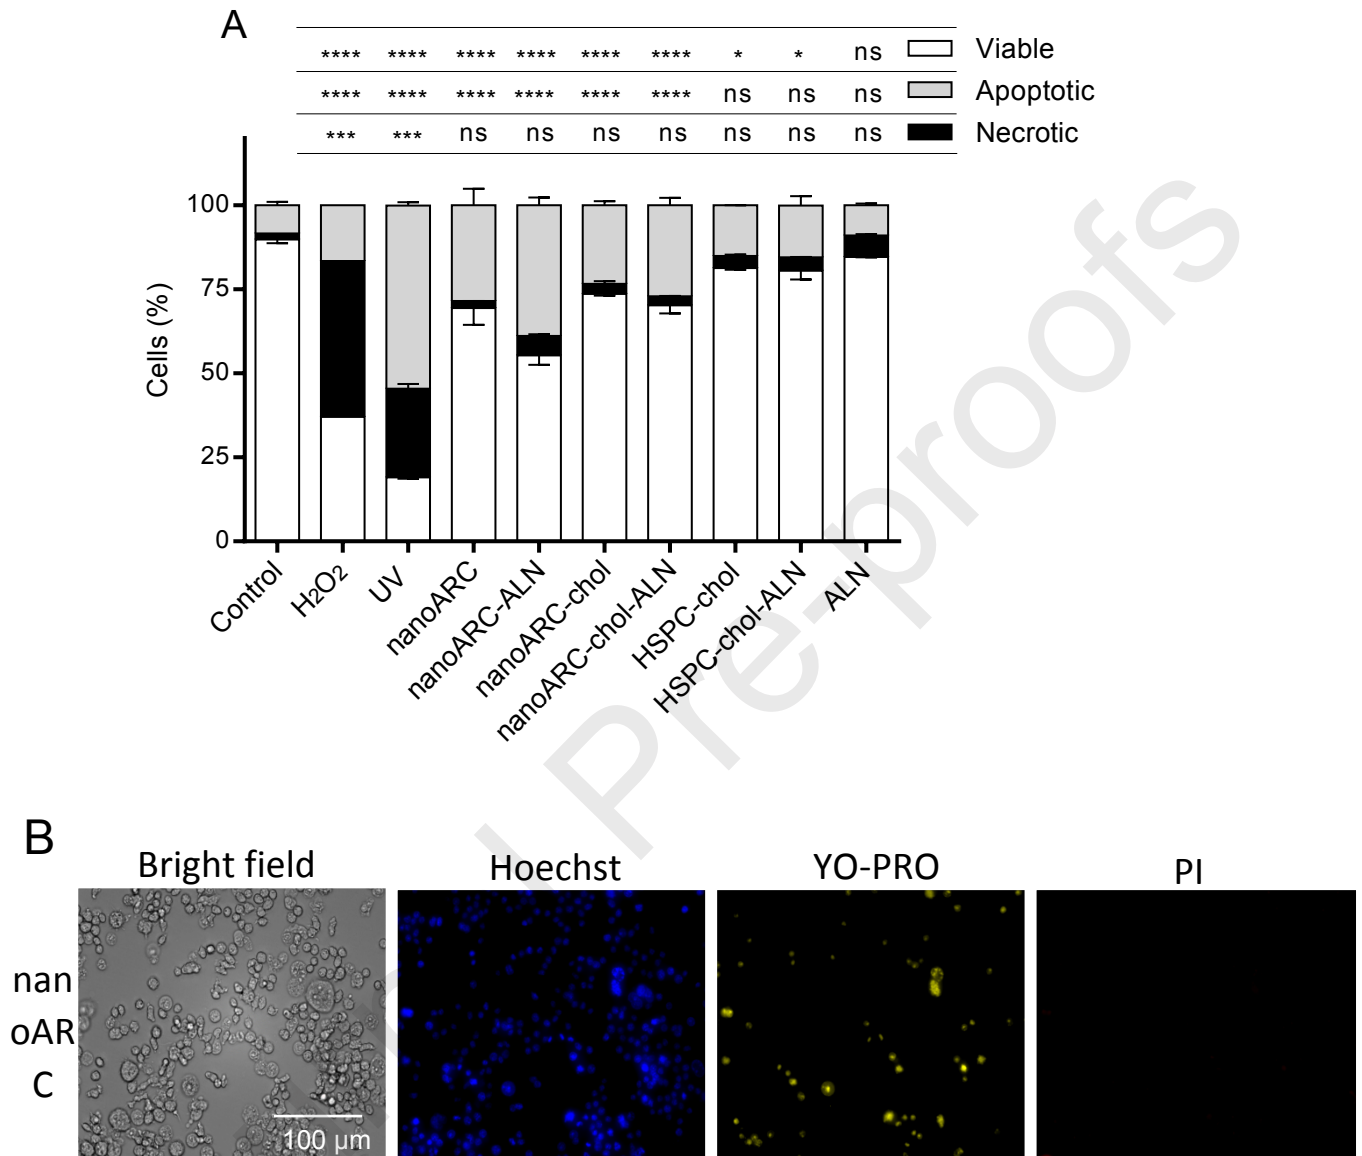 A
**** **** **** **** **** **** * * ns Viable
**** **** **** **** **** **** ns ns ns Apoptotic
*** *** ns ns ns ns ns ns ns Necrotic
100
75
50
25
0
Cells (%)
Control
H2O2
UV
nanoARC
nanoARC-ALN
nanoARC-chol
nanoARC-chol-ALN
HSPC-chol
HSPC-chol-ALN
ALN
Pre-proofs
B
Bright field Hoechst YO-PRO PI
nan
oAR
C
100 µm